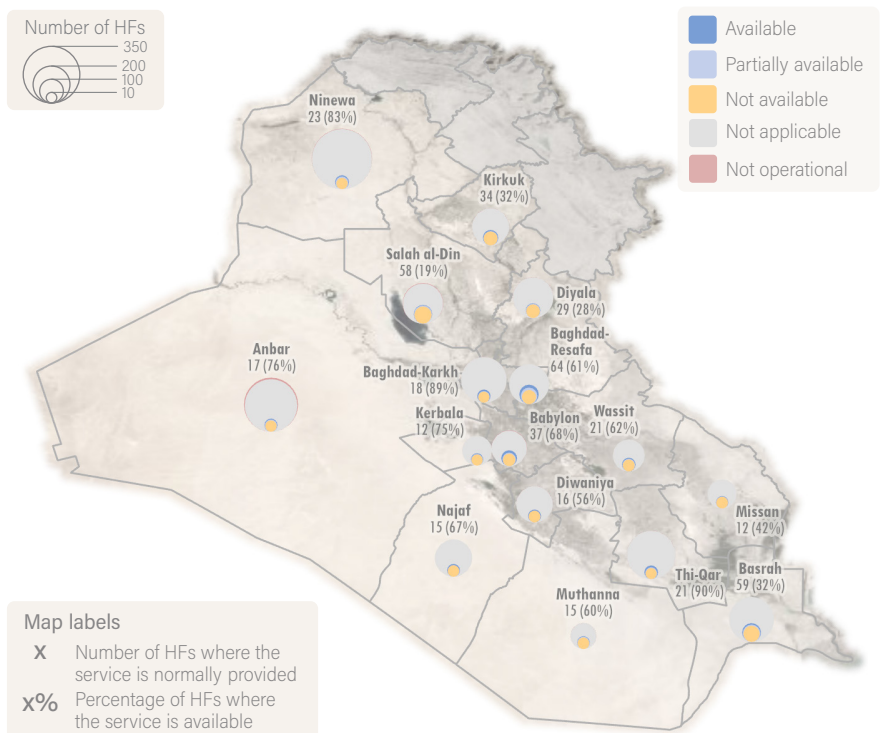 Number of HFs
350
200
100
10
Available
Partially available
Not available
Not applicable
Not operational
Ninewa
23 (83%)
Kirkuk
34 (32%)
Salah al-Din
58 (19%)
Diyala
29 (28%)
Baghdad-
Resafa
64 (61%)
Anbar
17 (76%)
Baghdad-Karkh
18 (89%)
Kerbala
12 (75%)
Babylon
37 (68%)
Wassit
21 (62%)
Diwaniya
16 (56%)
Najaf
15 (67%)
Missan
12 (42%)
Thi-Qar
21 (90%)
Basrah
59 (32%)
Muthanna
15 (60%)
Map labels
X Number of HFs where the
service is normally provided
x% Percentage of HFs where
the service is available